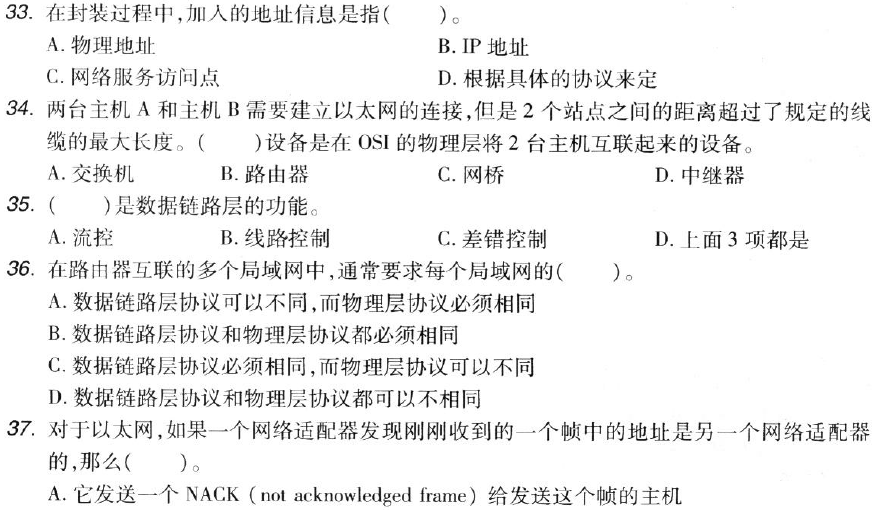 33. 在封装过程中,加入的地址信息是指(　　)。
A. 物理地址　　B. IP 地址
C. 网络服务访问点　　D. 根据具体的协议来定
34. 两台主机 A 和主机 B 需要建立以太网的连接,但是 2 个站点之间的距离超过了规定的线
缆的最大长度。(　　)设备是在 OSI 的物理层将 2 台主机互联起来的设备。
A. 交换机　　B. 路由器　　C. 网桥　　D. 中继器
35. (　　)是数据链路层的功能。
A. 流控　　B. 线路控制　　C. 差错控制　　D. 上面 3 项都是
36. 在路由器互联的多个局域网中,通常要求每个局域网的(　　)。
A. 数据链路层协议可以不同,而物理层协议必须相同
B. 数据链路层协议和物理层协议都必须相同
C. 数据链路层协议必须相同,而物理层协议可以不同
D. 数据链路层协议和物理层协议都可以不相同
37. 对于以太网,如果一个网络适配器发现刚刚收到的一个帧中的地址是另一个网络适配器
的,那么(　　)。
A. 它发送一个 NACK (not acknowledged frame) 给发送这个帧的主机